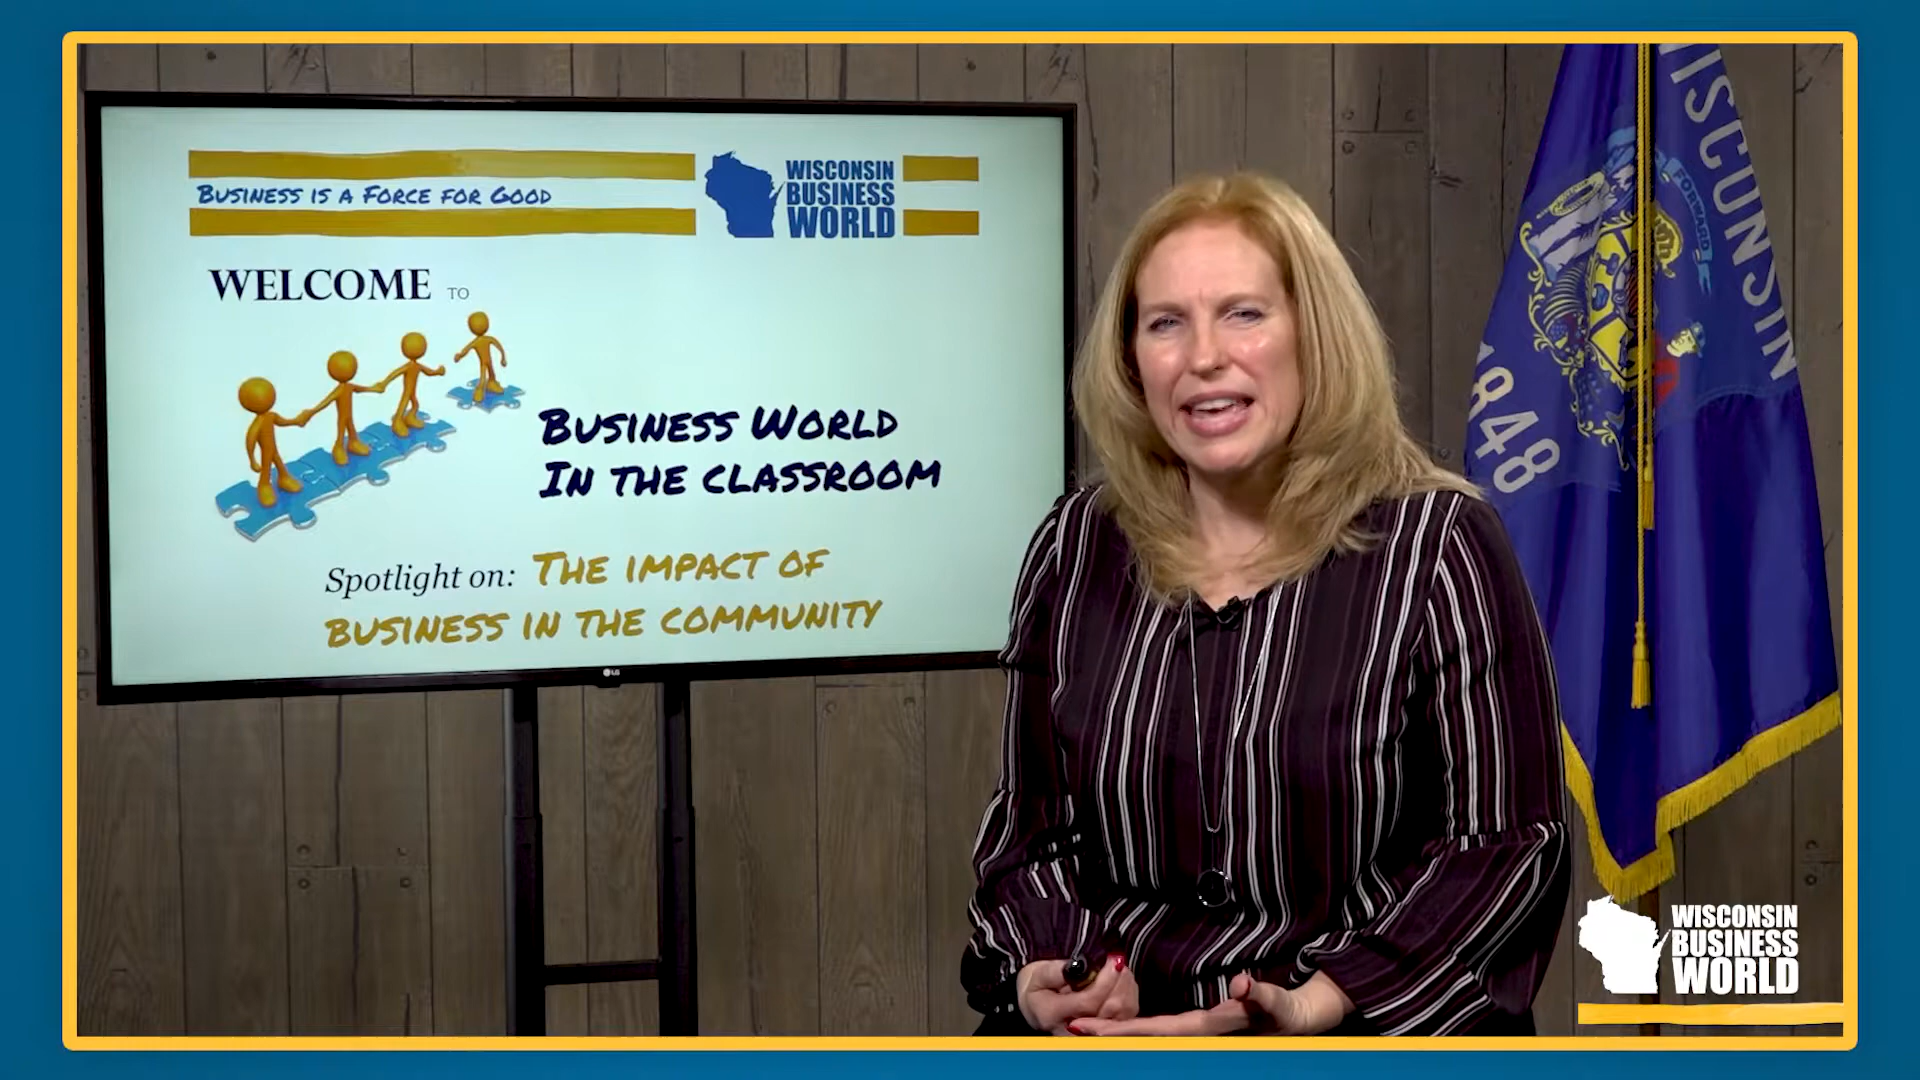 BUSINESS IS A FORCE FOR GOOD
WISCONSIN
BUSINESS
WORLD
WELCOME TO
BUSINESS WORLD
IN THE CLASSROOM
Spotlight on: THE IMPACT OF
BUSINESS IN THE COMMUNITY
LG
WISCONSIN
FORWARD
1848
WISCONSIN
BUSINESS
WORLD